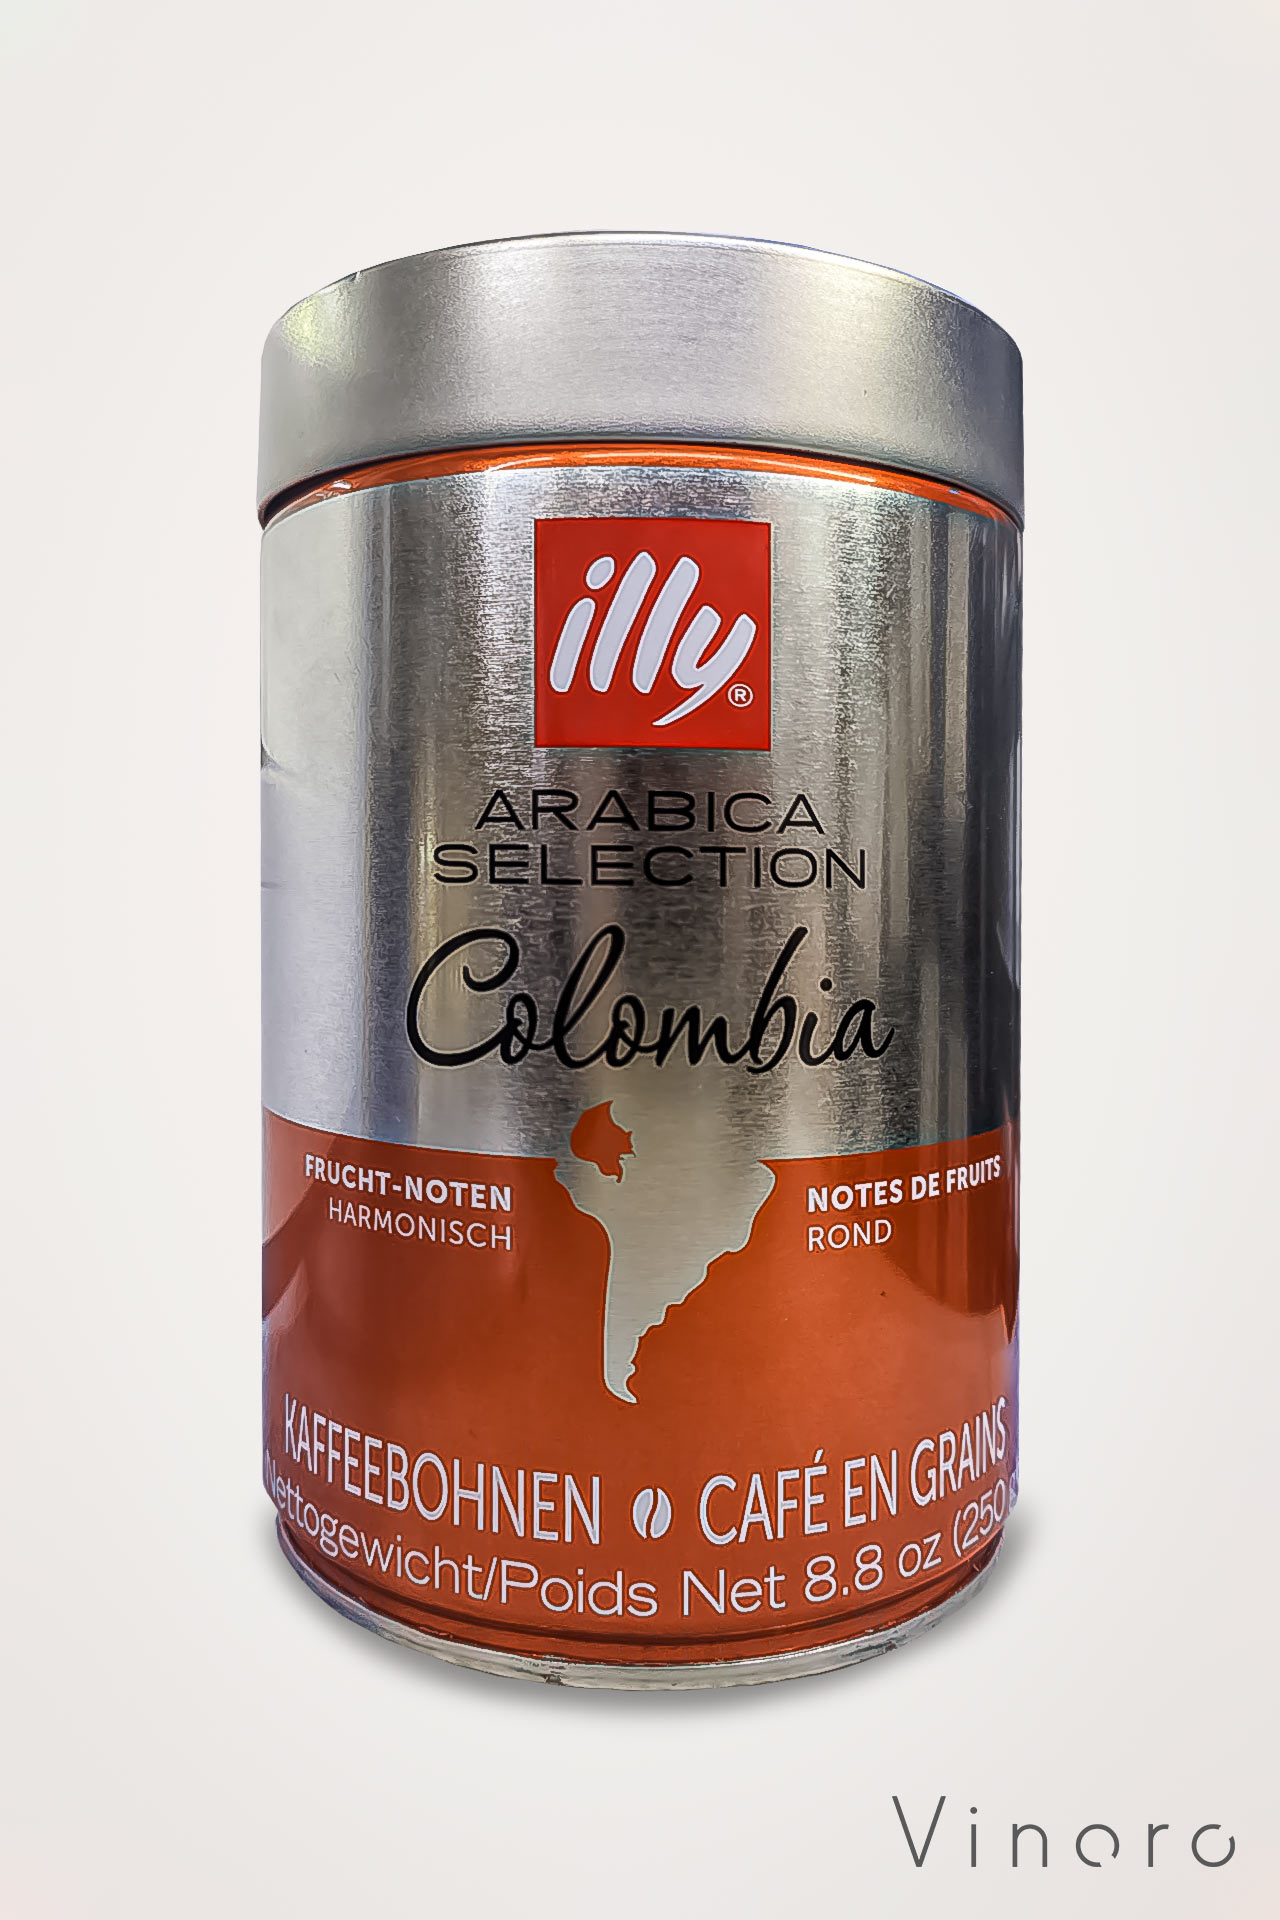 illy®
ARABICA
SELECTION
Colombia
FRUCHT-NOTEN
HARMONISCH
NOTES DE FRUITS
ROND
KAFFEEBOHNEN CAFÉ EN GRAINS
Nettogewicht/Poids Net 8.8 oz (250 g
Vinoro